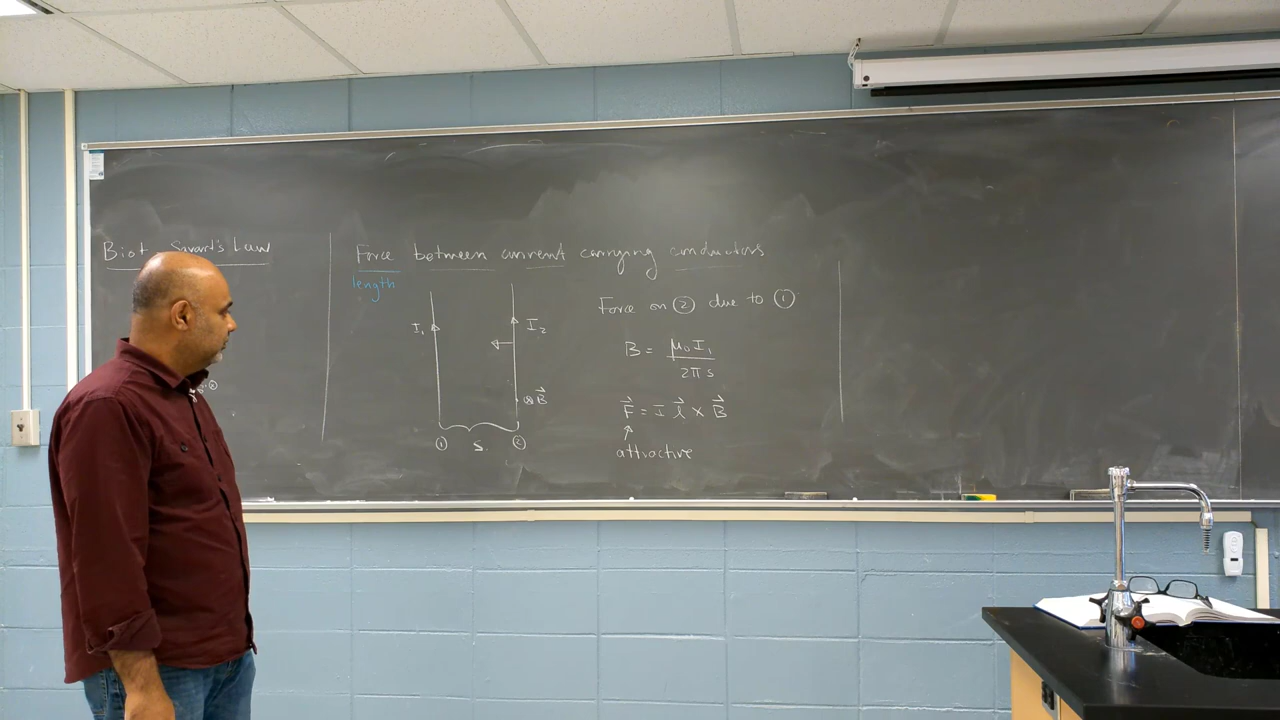 Biot Savart's Law
Force between current carrying conductors
length
Force on ② due to ①
I₁
I₂
B = μ₀I₁ / 2πs
⊗B⃗
F⃗ = I l⃗ × B⃗
① s ②
↑
attractive